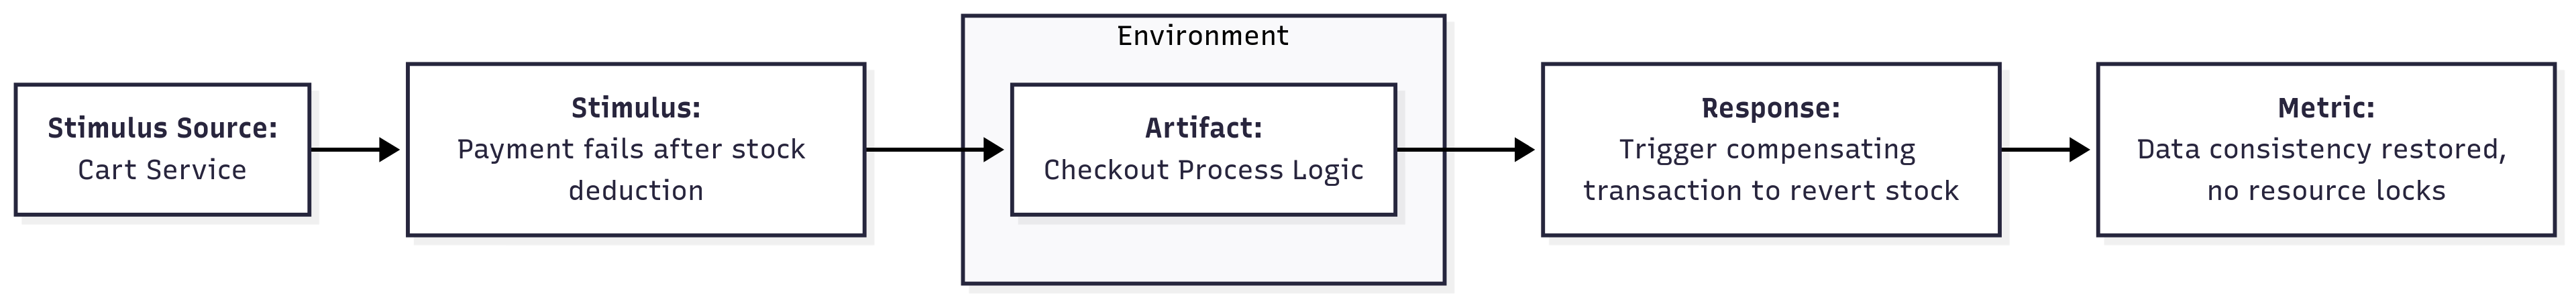 Stimulus Source:
Cart Service
Stimulus:
Payment fails after stock
deduction
Environment
Artifact:
Checkout Process Logic
Response:
Trigger compensating
transaction to revert stock
Metric:
Data consistency restored,
no resource locks